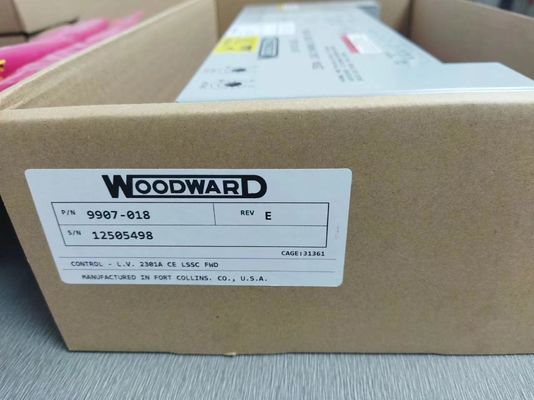 WOODWARD
P/N 9907-018 REV E
S/N 12505498
CAGE:31361
CONTROL - L.V. 2301A CE LSSC FWD
MANUFACTURED IN FORT COLLINS. CO., U.S.A.